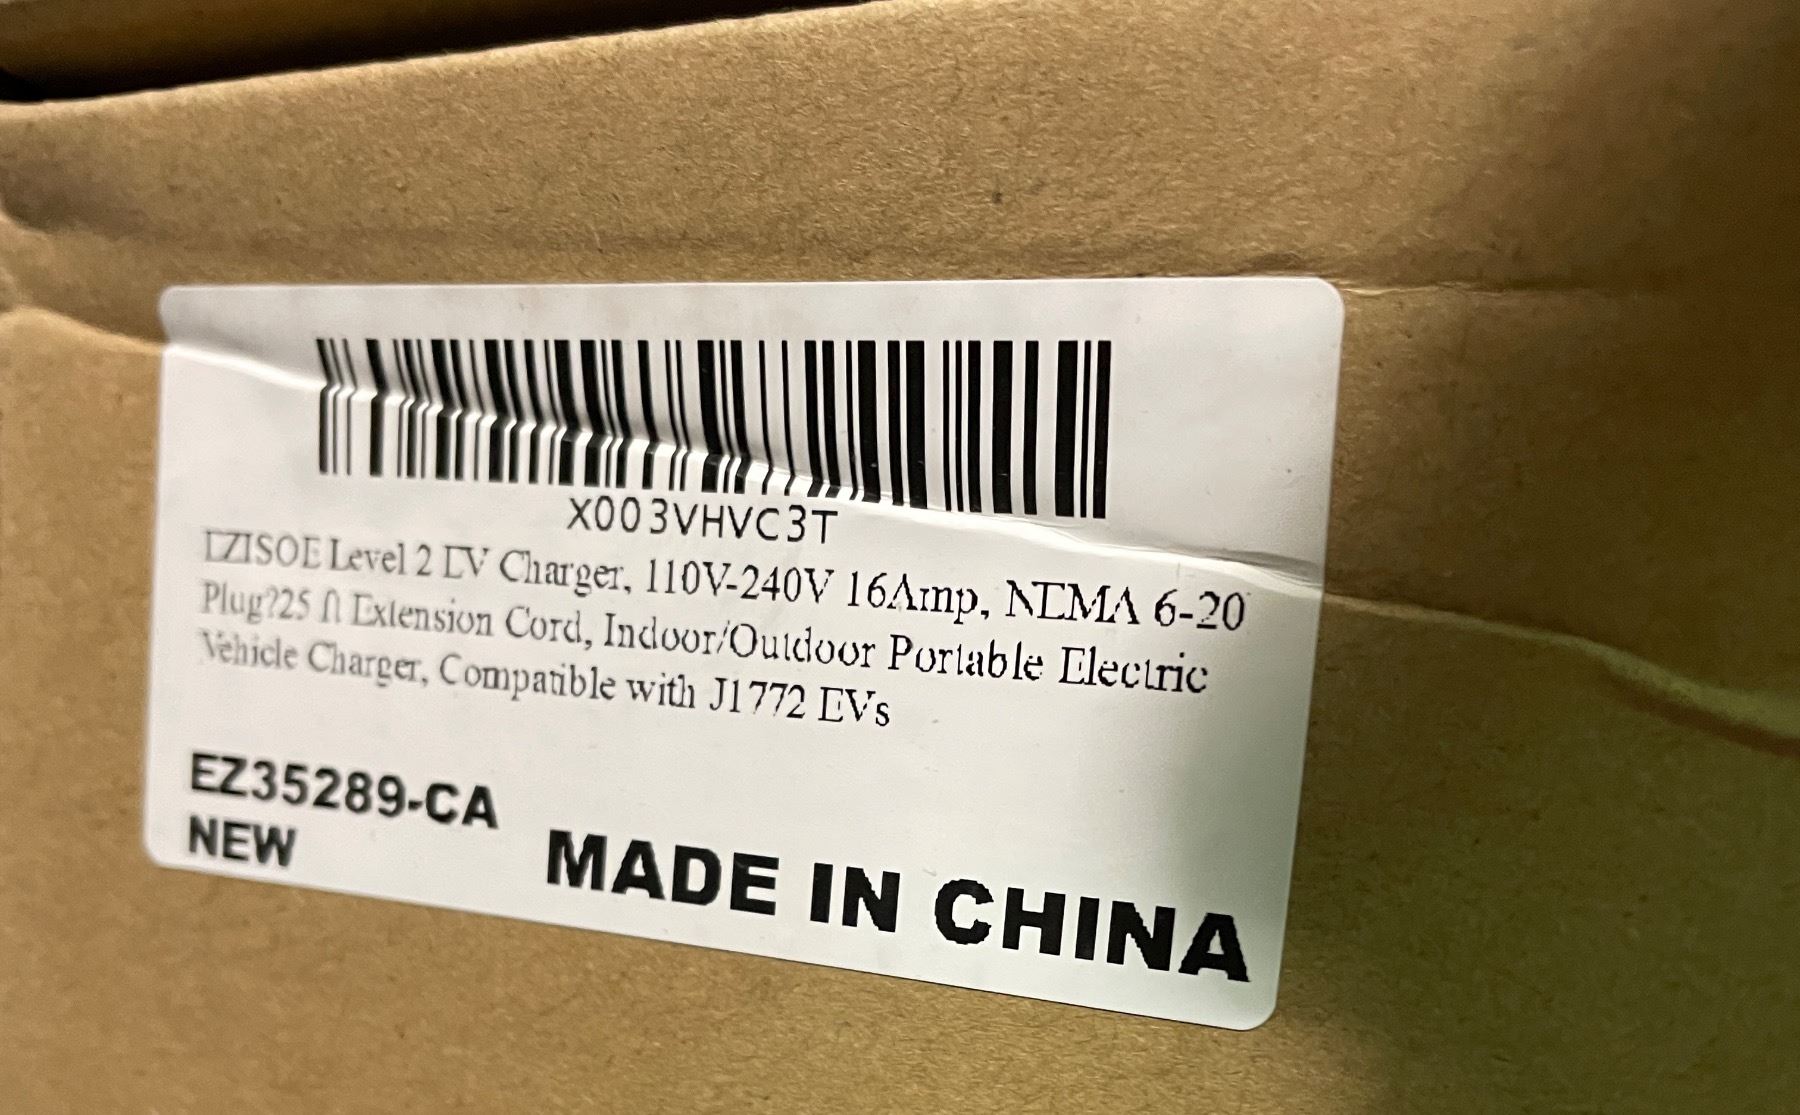 X003VHVC3T
EZISOE Level 2 EV Charger, 110V-240V 16Amp, NEMA 6-20
Plug?25 ft Extension Cord, Indoor/Outdoor Portable Electric
Vehicle Charger, Compatible with J1772 EVs
EZ35289-CA
NEW
MADE IN CHINA